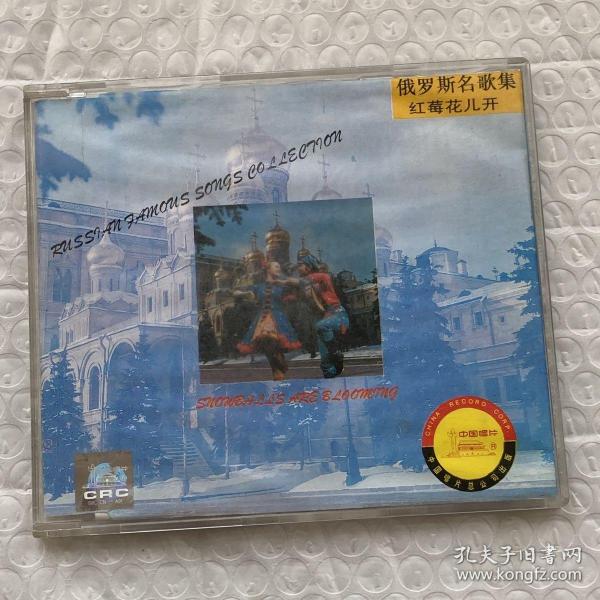 俄罗斯名歌集
红莓花儿开
RUSSIAN FAMOUS SONGS COLLECTION
SNOWBALLS ARE BLOOMING
CHINA RECORD CORP.
中国唱片
R
中国唱片总公司出版
CRC
孔夫子旧书网
www.kongfz.com